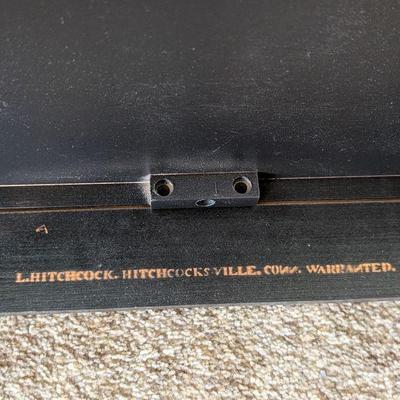 L.HITCHCOCK. HITCHCOCKS-VILLE. CONN. WARRANTED.